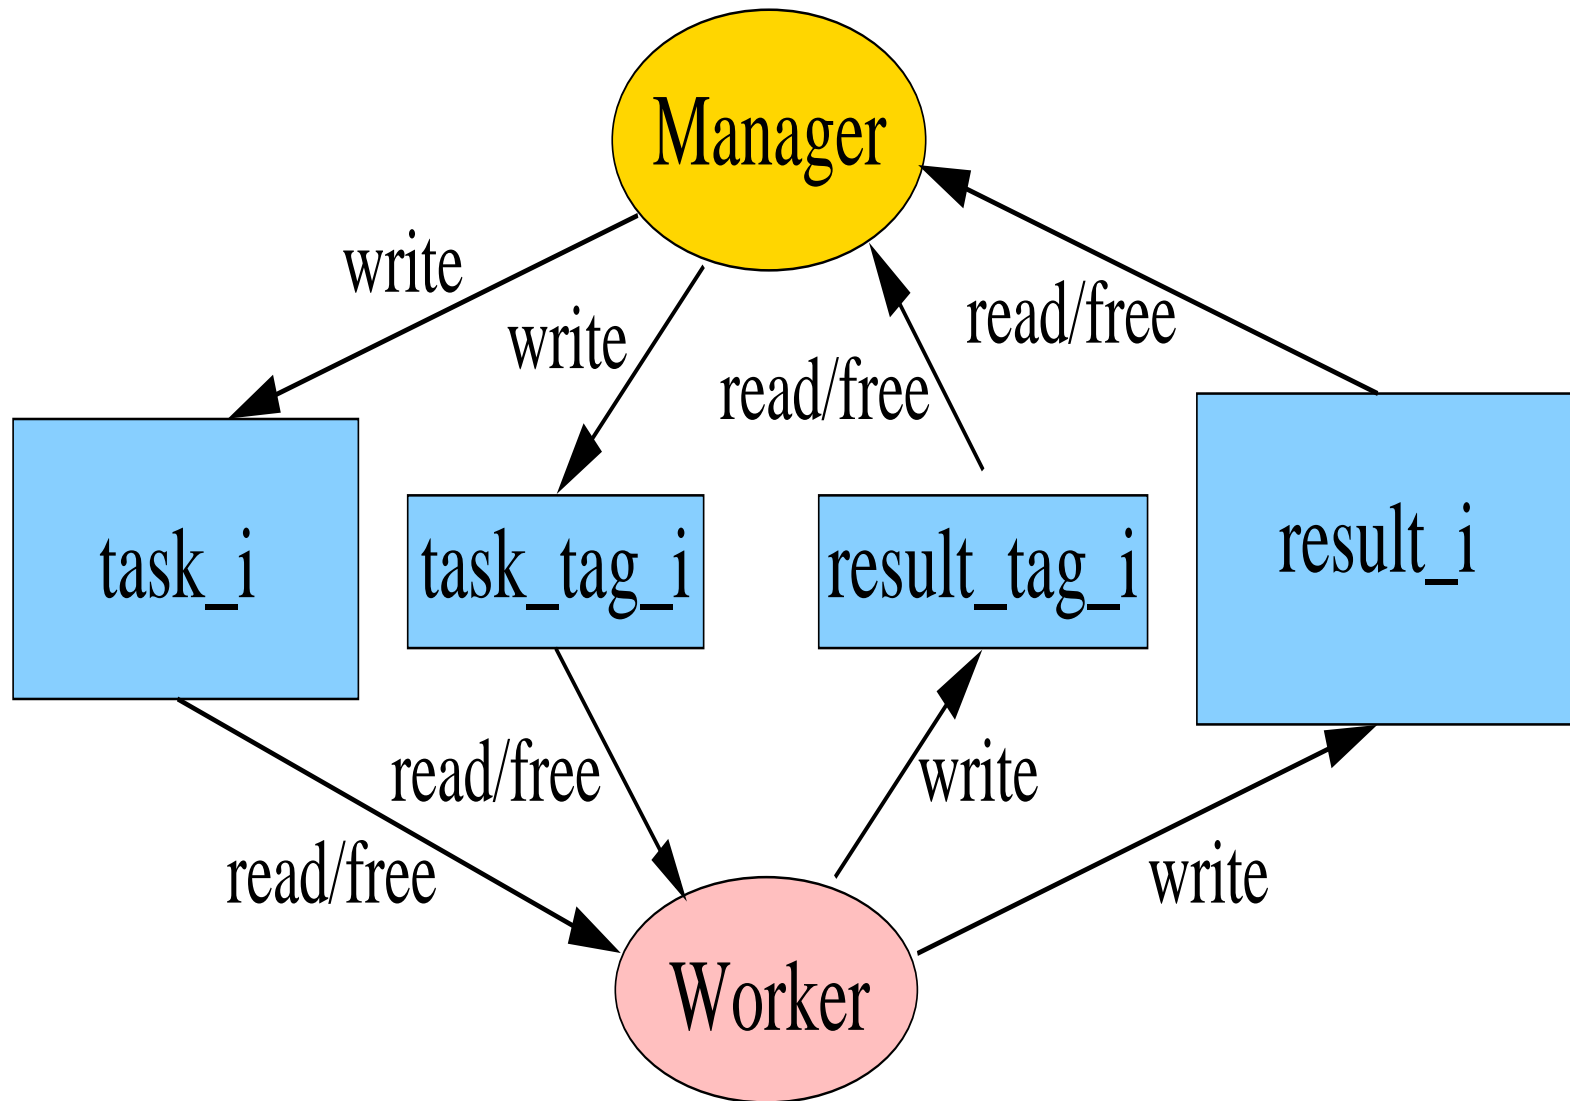 Manager
write
write
read/free
read/free
task_i
task_tag_i
result_tag_i
result_i
read/free
write
read/free
write
Worker